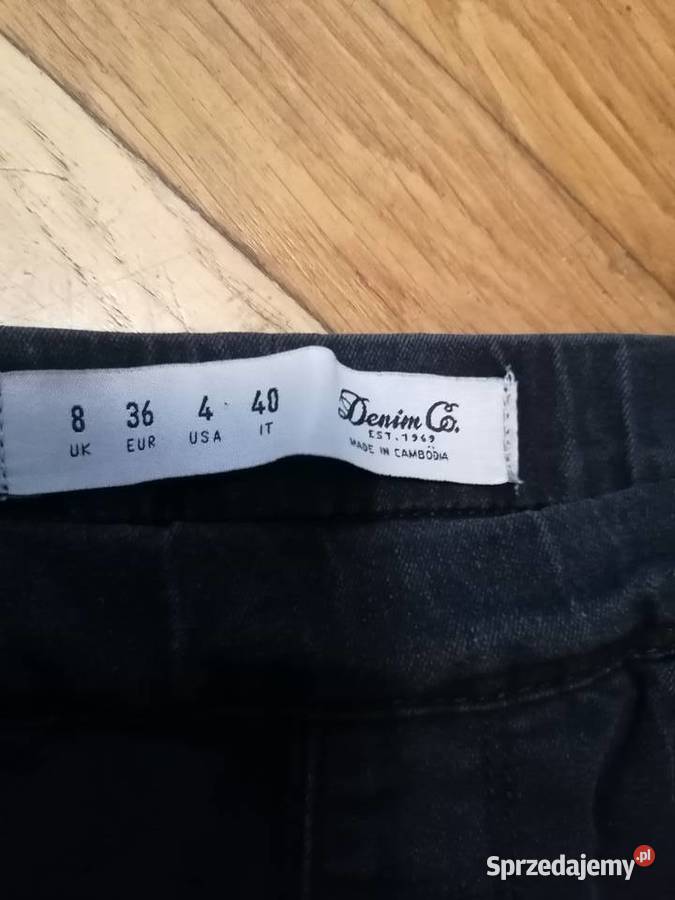 8 36 4 40
UK EUR USA IT
Denim Co.
EST. 1969
MADE IN CAMBODIA
Sprzedajemy.pl